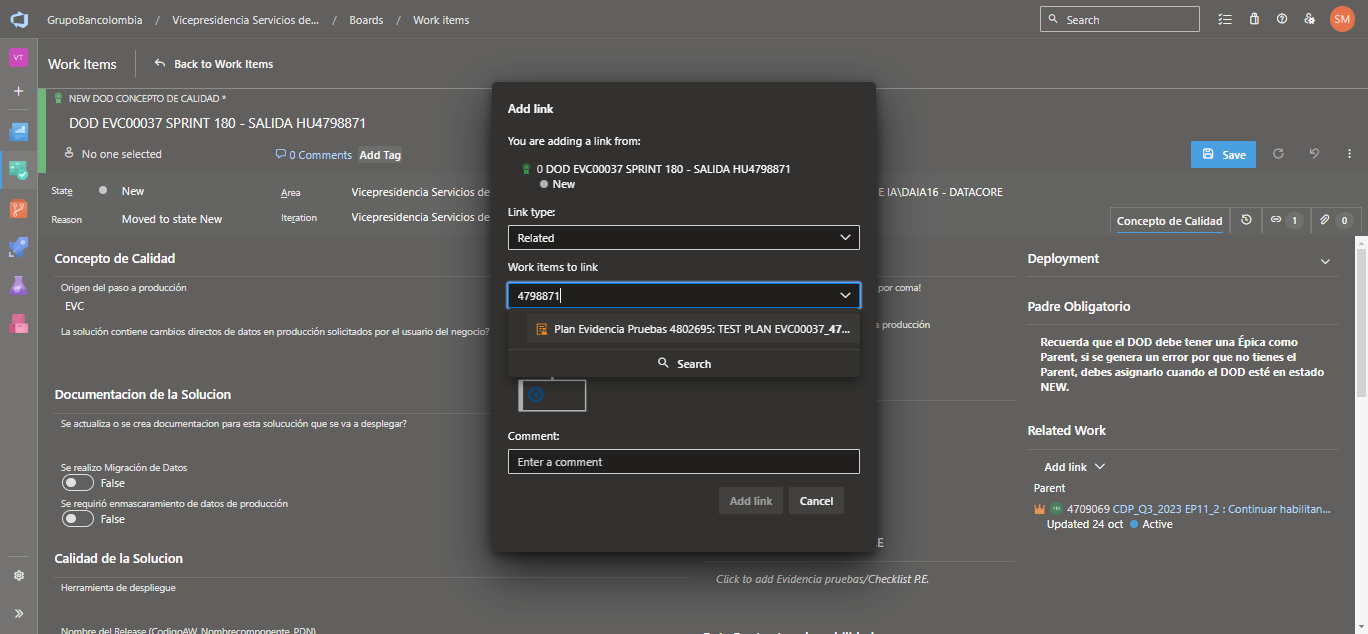 GrupoBancolombia / Vicepresidencia Servicios de... / Boards / Work items
Search
SM
VT
Work Items
Back to Work Items
NEW DOD CONCEPTO DE CALIDAD *
DOD EVC00037 SPRINT 180 - SALIDA HU4798871
No one selected
0 Comments
Add Tag
Save
State
New
Area
Vicepresidencia Servicios de
E IA\DAIA16 - DATACORE
Reason
Moved to state New
Iteration
Vicepresidencia Servicios de
Concepto de Calidad
1
0
Concepto de Calidad
Origen del paso a producción
EVC
La solución contiene cambios directos de datos en producción solicitados por el usuario del negocio?
Documentacion de la Solucion
Se actualiza o se crea documentacion para esta solucución que se va a desplegar?
Se realizo Migración de Datos
False
Se requirió enmascaramiento de datos de producción
False
Calidad de la Solucion
Herramienta de despliegue
Nombre del Release (CodigoAW_Nombrecomponente_PDN)
Add link
You are adding a link from:
0 DOD EVC00037 SPRINT 180 - SALIDA HU4798871
New
Link type:
Related
Work items to link
4798871
Plan Evidencia Pruebas 4802695: TEST PLAN EVC00037_47...
Search
Comment:
Enter a comment
Add link
Cancel
por coma!
a producción
E
Click to add Evidencia pruebas/Checklist P.E.
Deployment
Padre Obligatorio
Recuerda que el DOD debe tener una Épica como
Parent, si se genera un error por que no tienes el
Parent, debes asignarlo cuando el DOD esté en estado
NEW.
Related Work
Add link
Parent
4709069 CDP_Q3_2023 EP11_2 : Continuar habilitan...
Updated 24 oct
Active